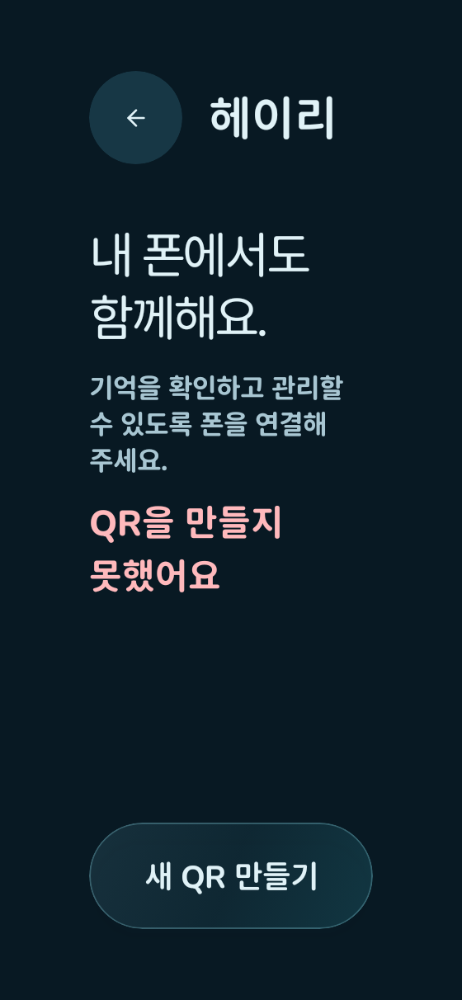 헤이리
내 폰에서도
함께해요.
기억을 확인하고 관리할
수 있도록 폰을 연결해
주세요.
QR을 만들지
못했어요
새 QR 만들기